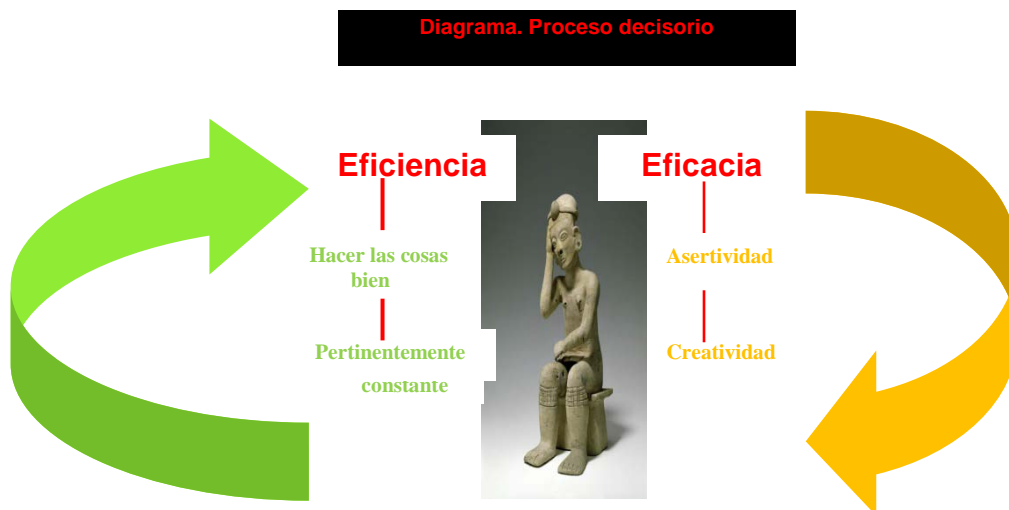 Diagrama. Proceso decisorio
Eficiencia
Hacer las cosas
bien
Pertinentemente
constante
Eficacia
Asertividad
Creatividad